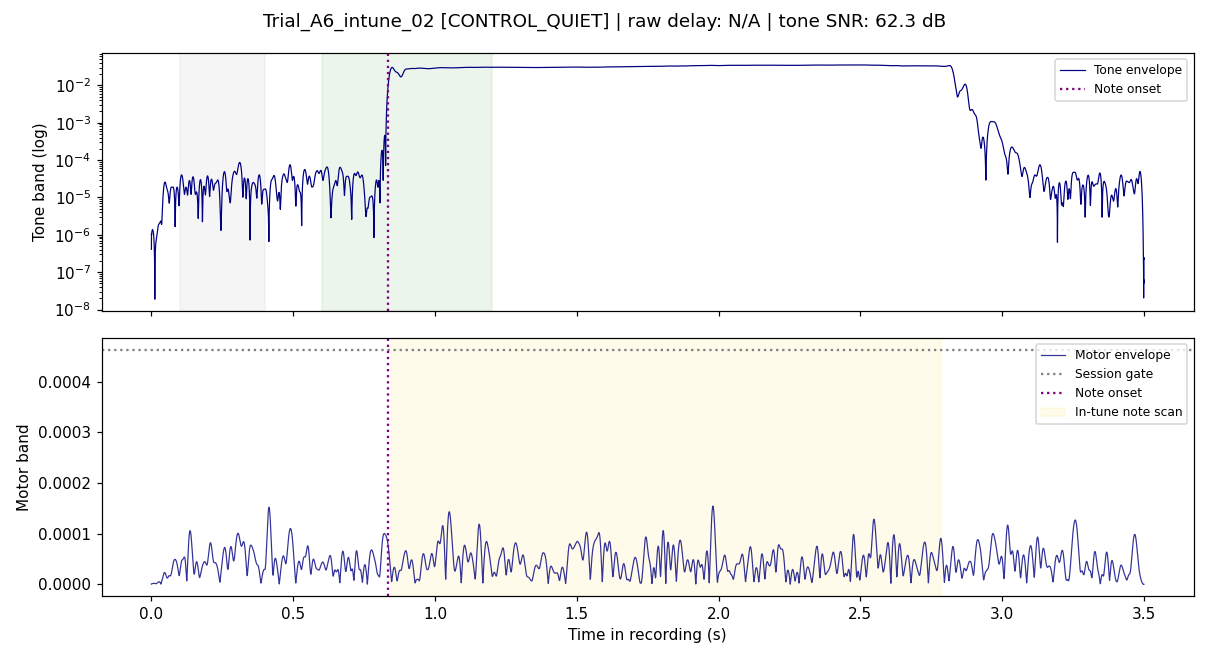 Trial_A6_intune_02 [CONTROL_QUIET] | raw delay: N/A | tone SNR: 62.3 dB
Tone band (log)
10⁻²
10⁻³
10⁻⁴
10⁻⁵
10⁻⁶
10⁻⁷
10⁻⁸
Tone envelope
Note onset
Motor band
0.0004
0.0003
0.0002
0.0001
0.0000
Motor envelope
Session gate
Note onset
In-tune note scan
0.0 0.5 1.0 1.5 2.0 2.5 3.0 3.5
Time in recording (s)